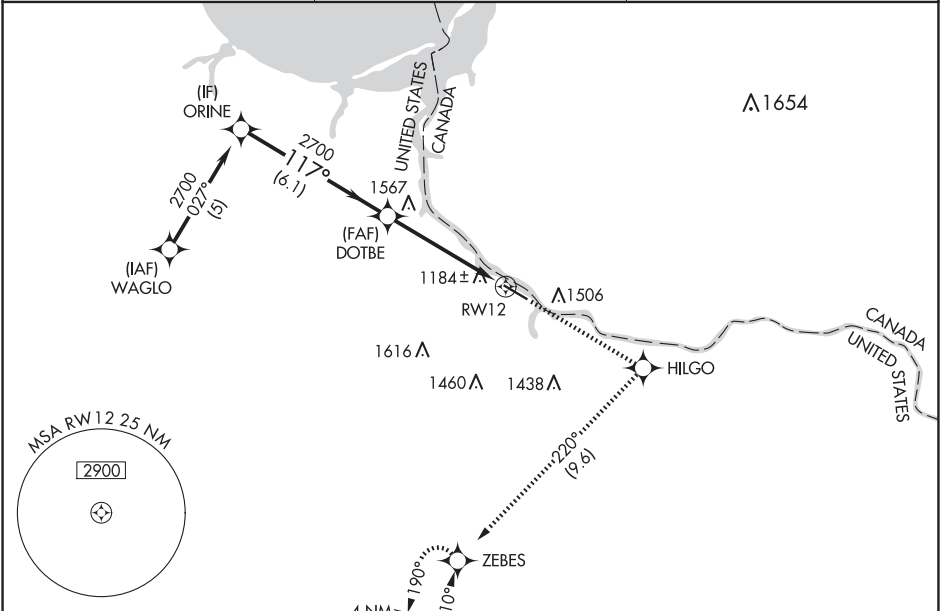 (IF)
ORINE
2700
117°
(6.1)
2700
027°
(5)
(IAF)
WAGLO
UNITED STATES
CANADA
1654
1567
(FAF)
DOTBE
1184±
RW12
1506
1616
1460
1438
HILGO
CANADA
UNITED STATES
MSA RW12 25 NM
2900
220°
(9.6)
ZEBES
190°
4 NM